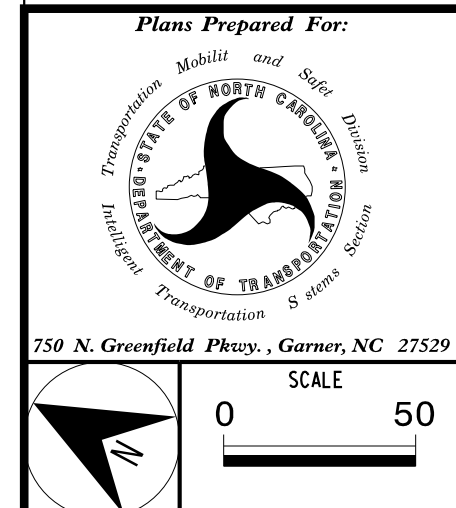 Plans Prepared For:
Transportation Mobilit and Safet Division
STATE OF NORTH CAROLINA
DEPARTMENT OF TRANSPORTATION
Intelligent Transportation S stems Section
750 N. Greenfield Pkwy. , Garner, NC 27529
N
SCALE
0 50